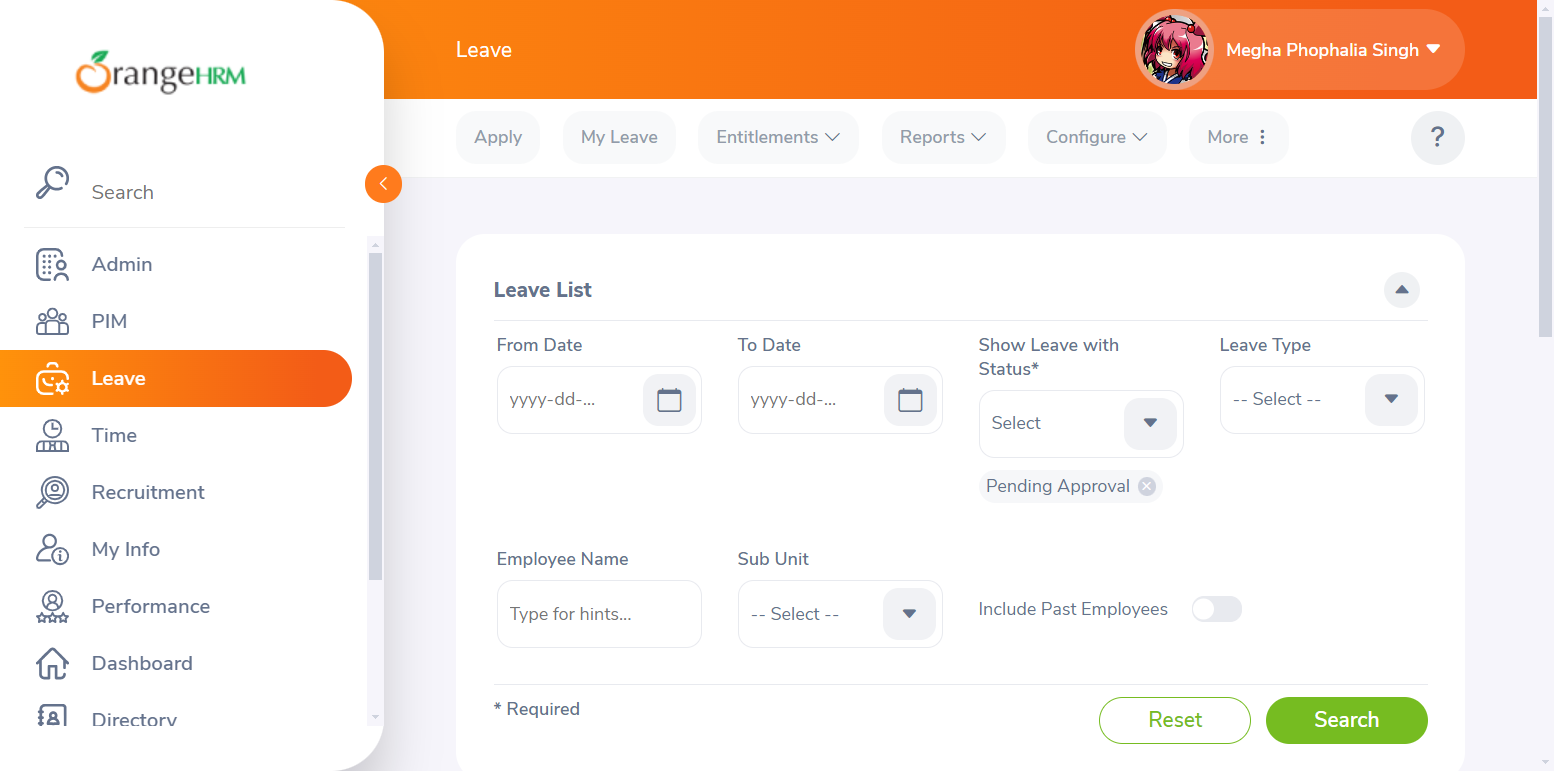 OrangeHRM
Search
Admin
PIM
Leave
Time
Recruitment
My Info
Performance
Dashboard
Directory
Leave
Megha Phophalia Singh
Apply
My Leave
Entitlements
Reports
Configure
More
?
Leave List
From Date
yyyy-dd-...
To Date
yyyy-dd-...
Show Leave with
Status*
Select
Pending Approval
Leave Type
-- Select --
Employee Name
Type for hints...
Sub Unit
-- Select --
Include Past Employees
* Required
Reset
Search